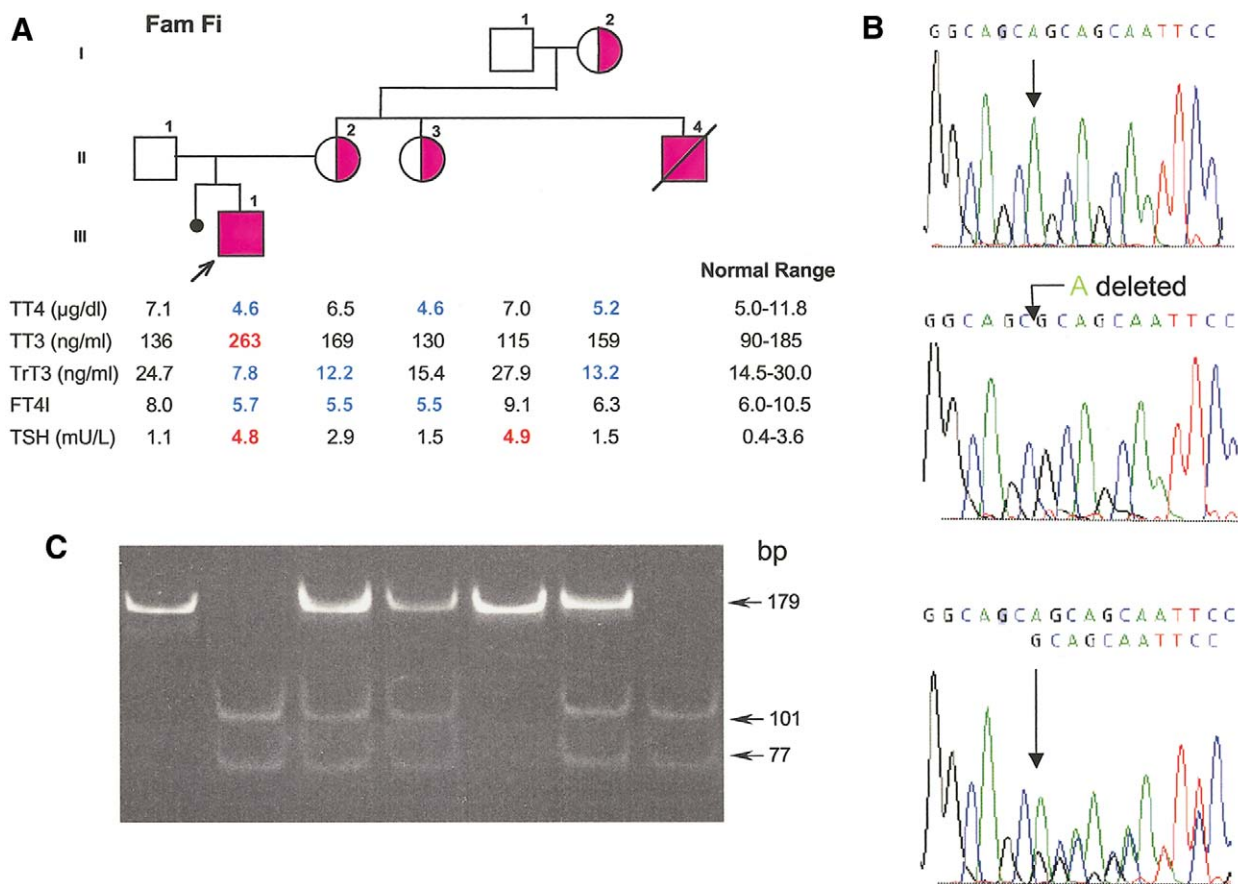 A
Fam Fi
I
1
2
II
1
2
3
4
III
1
Normal Range
TT4 (µg/dl) 7.1 4.6 6.5 4.6 7.0 5.2 5.0-11.8
TT3 (ng/ml) 136 263 169 130 115 159 90-185
TrT3 (ng/ml) 24.7 7.8 12.2 15.4 27.9 13.2 14.5-30.0
FT4I 8.0 5.7 5.5 5.5 9.1 6.3 6.0-10.5
TSH (mU/L) 1.1 4.8 2.9 1.5 4.9 1.5 0.4-3.6
B
G G C A G C A G C A G C A A T T C C
A deleted
G G C A G C G C A G C A A T T C C
G G C A G C A G C A G C A A T T C C
G C A G C A A T T C C
C
bp
179
101
77